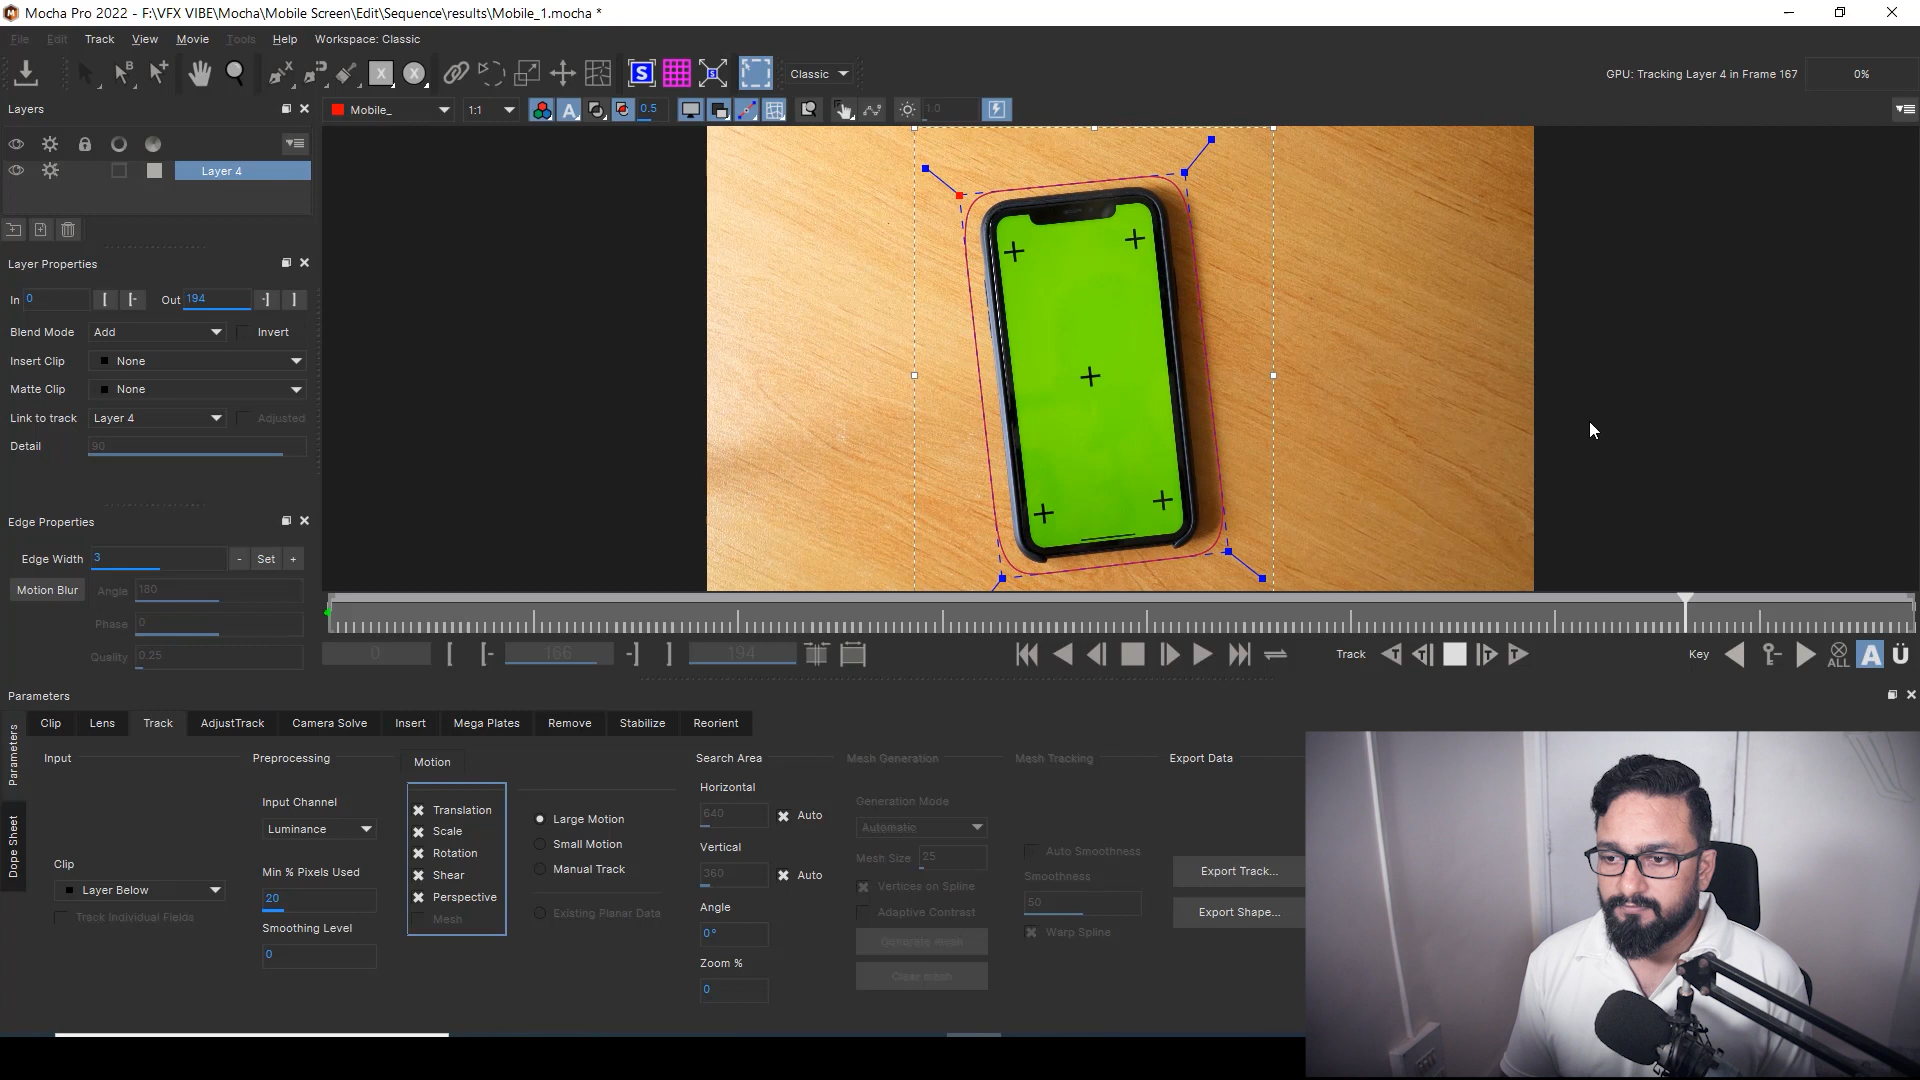 Mocha Pro 2022 - F:\VFX VIBE\Mocha\Mobile Screen\Edit\Sequence\results\Mobile_1.mocha *
File Edit Track View Movie Tools Help Workspace: Classic
S Classic GPU: Tracking Layer 4 in Frame 167 0%
Layers
Mobile_ 1:1 A 0.5 1.0
Layer 4
Layer Properties
In 0 Out 194
Blend Mode Add Invert
Insert Clip None
Matte Clip None
Link to track Layer 4 Adjusted
Detail 90
Edge Properties
Edge Width 3 - Set +
Motion Blur Angle 180
Phase 0
Quality 0.25
0 166 194 Track Key ALL A Ü
Parameters
Clip Lens Track AdjustTrack Camera Solve Insert Mega Plates Remove Stabilize Reorient
Parameters
Dope Sheet
Input
Clip
Layer Below
Track Individual Fields
Preprocessing
Input Channel
Luminance
Min % Pixels Used
20
Smoothing Level
0
Motion
Translation
Scale
Rotation
Shear
Perspective
Mesh
Large Motion
Small Motion
Manual Track
Existing Planar Data
Search Area
Horizontal
640 Auto
Vertical
360 Auto
Angle
0°
Zoom %
0
Mesh Generation
Generation Mode
Automatic
Mesh Size 25
Vertices on Spline
Adaptive Contrast
Generate mesh
Clear mesh
Mesh Tracking
Auto Smoothness
Smoothness
50
Warp Spline
Export Data
Export Track...
Export Shape...